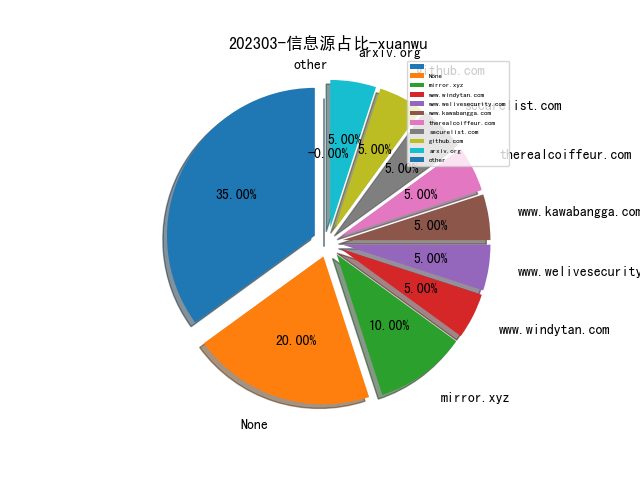 202303-信息源占比-xuanwu
arxiv.org
other
github.com
None
mirror.xyz
www.windytan.com
www.welivesecurity.com
www.kawabangga.com
therealcoiffeur.com
securelist.com
github.com
arxiv.org
other
securelist.com
therealcoiffeur.com
www.kawabangga.com
www.welivesecurity
www.windytan.com
mirror.xyz
None
5.00%
-0.00%
5.00%
5.00%
5.00%
5.00%
5.00%
5.00%
10.00%
20.00%
35.00%